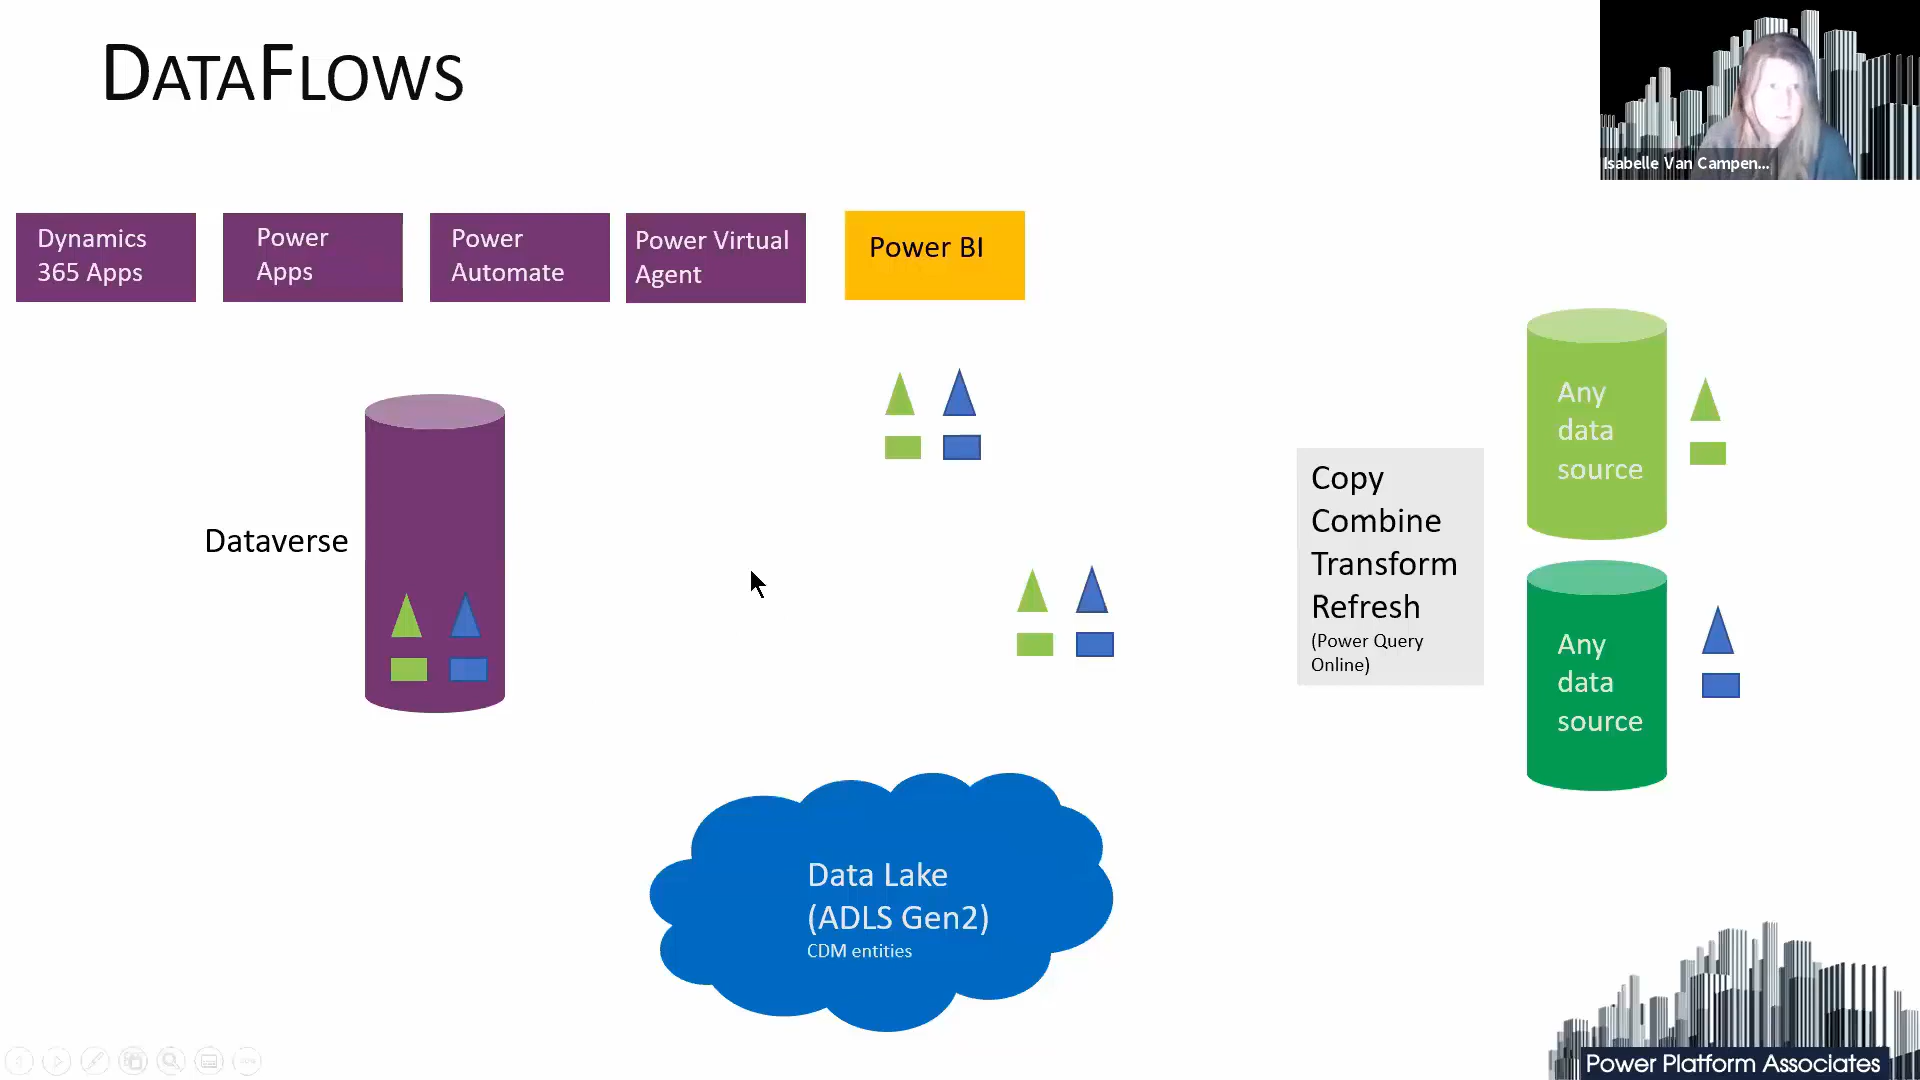 DATAFLOWS
Isabelle Van Campen...
Dynamics
365 Apps
Power
Apps
Power
Automate
Power Virtual
Agent
Power BI
Any
data
source
Copy
Combine
Transform
Refresh
(Power Query
Online)
Dataverse
Any
data
source
Data Lake
(ADLS Gen2)
CDM entities
Power Platform Associates